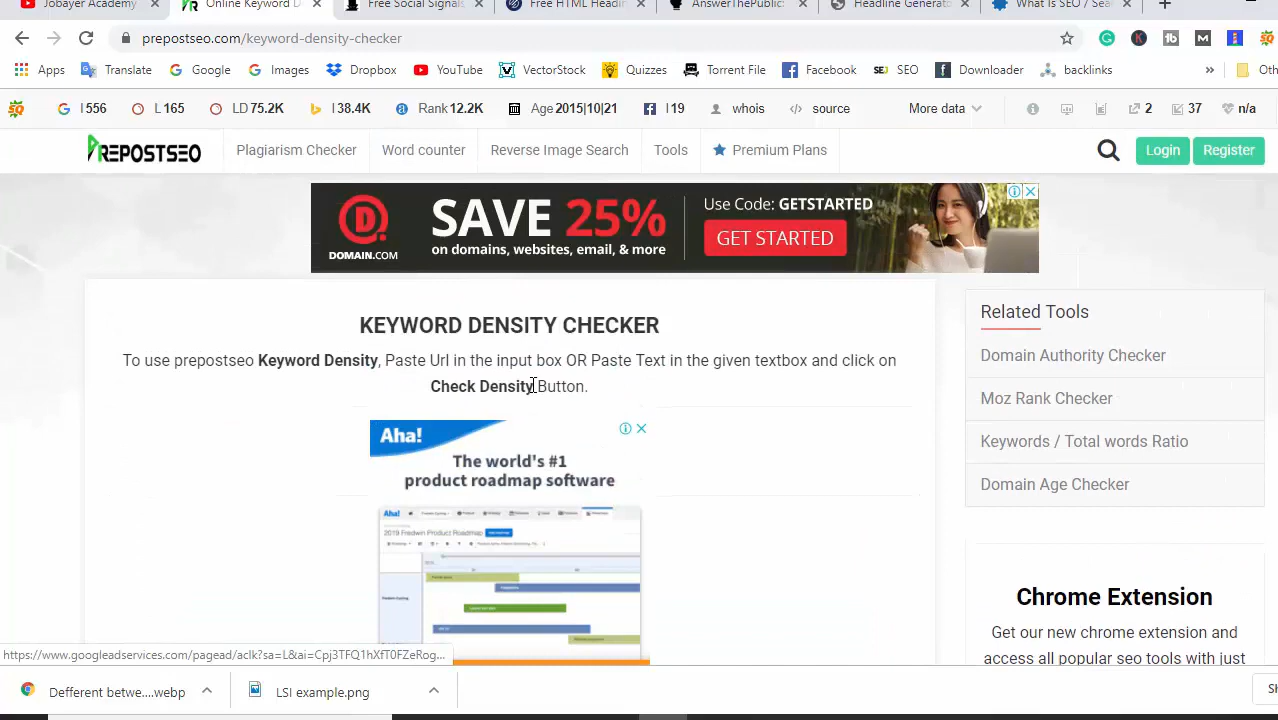 Jobayer Academy
Online Keyword D
Free Social Signals
Free HTML Headin
AnswerThePublic:
Headline Generato
What Is SEO / Sea
prepostseo.com/keyword-density-checker
Apps Translate Google Images Dropbox YouTube VectorStock Quizzes Torrent File Facebook SEO Downloader backlinks » Oth
I 556 L 165 LD 75.2K I 38.4K Rank 12.2K Age 2015|10|21 I 19 whois source More data 2 37 n/a
PREPOSTSEO Plagiarism Checker Word counter Reverse Image Search Tools Premium Plans Login Register
DOMAIN.COM
SAVE 25%
on domains, websites, email, & more
Use Code: GETSTARTED
GET STARTED
KEYWORD DENSITY CHECKER
To use prepostseo Keyword Density, Paste Url in the input box OR Paste Text in the given textbox and click on
Check Density Button.
Aha!
The world's #1
product roadmap software
Aha!
2019 Fredwin Product Roadmap
Related Tools
Domain Authority Checker
Moz Rank Checker
Keywords / Total words Ratio
Domain Age Checker
Chrome Extension
Get our new chrome extension and
access all popular seo tools with just
https://www.googleadservices.com/pagead/aclk?sa=L&ai=Cpj3TFQ1hXfT0FZeRog...
Defferent betwe....webp
LSI example.png